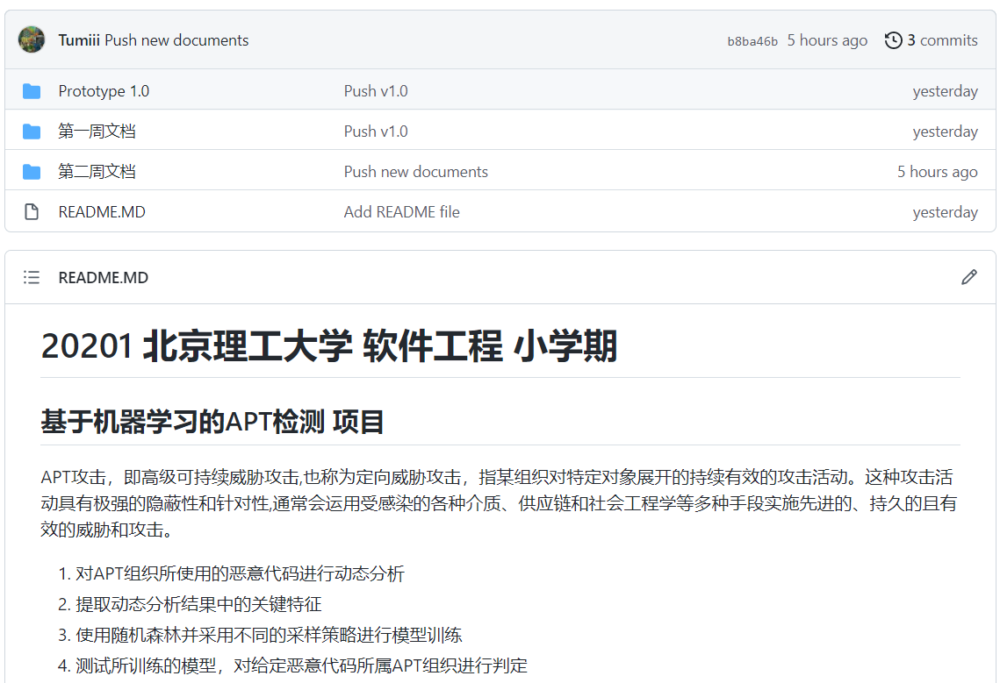 Tumiii Push new documents b8ba46b 5 hours ago 3 commits
Prototype 1.0 Push v1.0 yesterday
第一周文档 Push v1.0 yesterday
第二周文档 Push new documents 5 hours ago
README.MD Add README file yesterday
README.MD
20201 北京理工大学 软件工程 小学期
基于机器学习的APT检测 项目
APT攻击，即高级可持续威胁攻击,也称为定向威胁攻击，指某组织对特定对象展开的持续有效的攻击活动。这种攻击活
动具有极强的隐蔽性和针对性,通常会运用受感染的各种介质、供应链和社会工程学等多种手段实施先进的、持久的且有
效的威胁和攻击。
1. 对APT组织所使用的恶意代码进行动态分析
2. 提取动态分析结果中的关键特征
3. 使用随机森林并采用不同的采样策略进行模型训练
4. 测试所训练的模型，对给定恶意代码所属APT组织进行判定